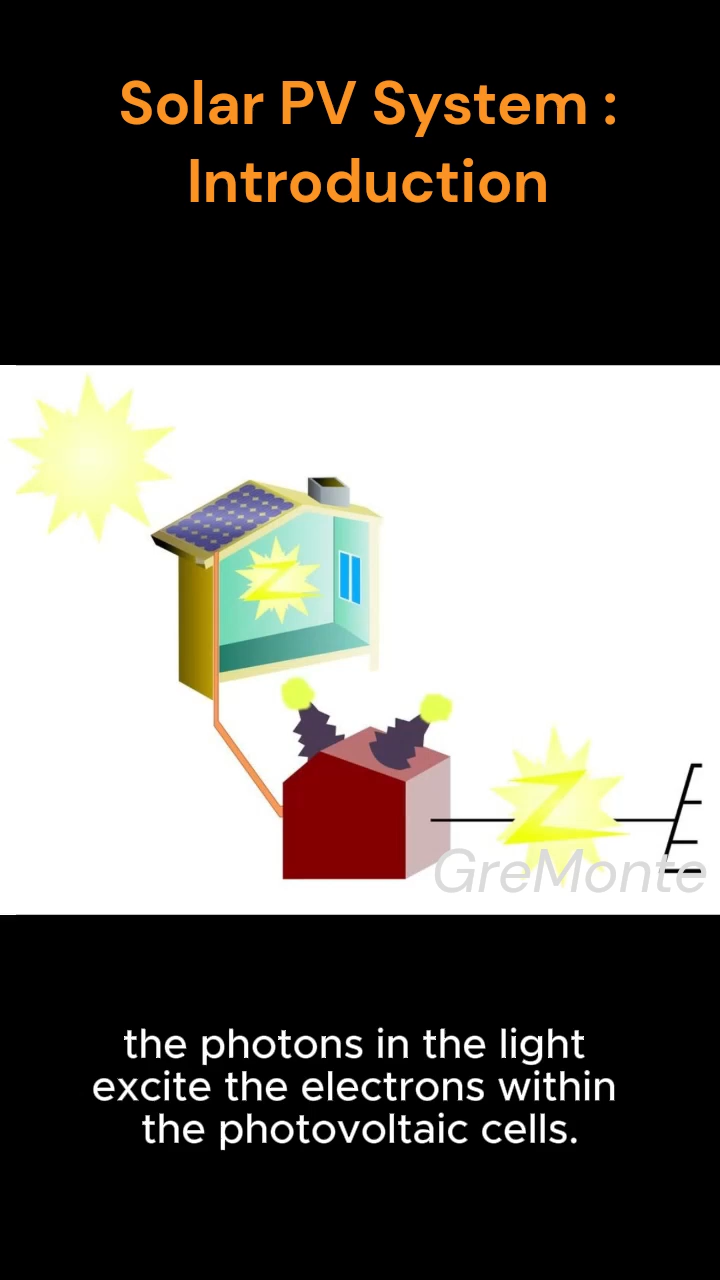 Solar PV System :
Introduction
GreMonte
the photons in the light
excite the electrons within
the photovoltaic cells.